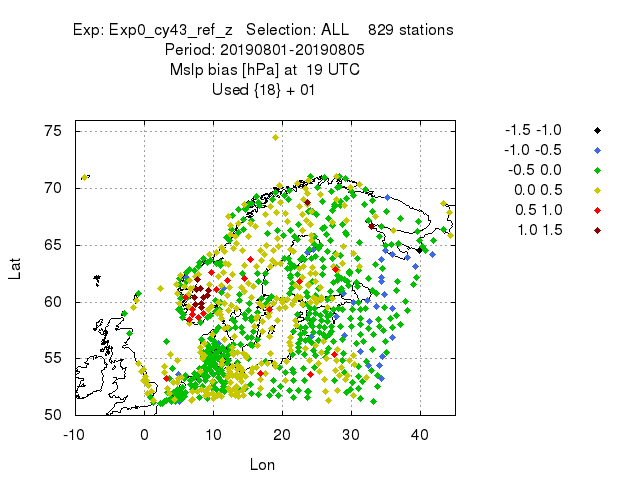 Exp: Exp0_cy43_ref_z   Selection: ALL    829 stations
Period: 20190801-20190805
Mslp bias [hPa] at  19 UTC
Used {18} + 01
-1.5 -1.0
-1.0 -0.5
-0.5 0.0
0.0 0.5
0.5 1.0
1.0 1.5
75
70
65
60
55
50
Lat
-10 0 10 20 30 40
Lon